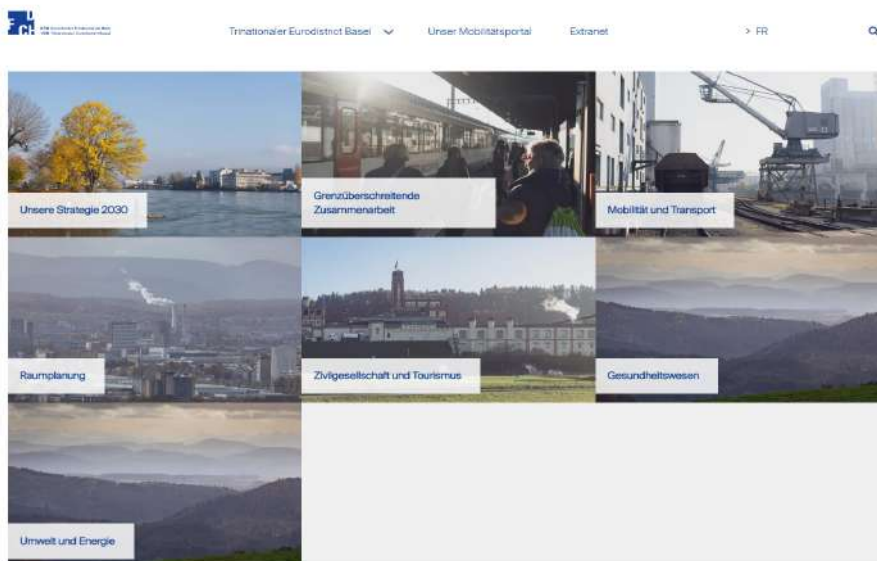 F
D
CH
Trinationaler Eurodistrict Basel
Unser Mobilitätsportal
Extranet
> FR
Unsere Strategie 2030
Grenzüberschreitende
Zusammenarbeit
Mobilität und Transport
Raumplanung
Zivilgesellschaft und Tourismus
Gesundheitswesen
Umwelt und Energie